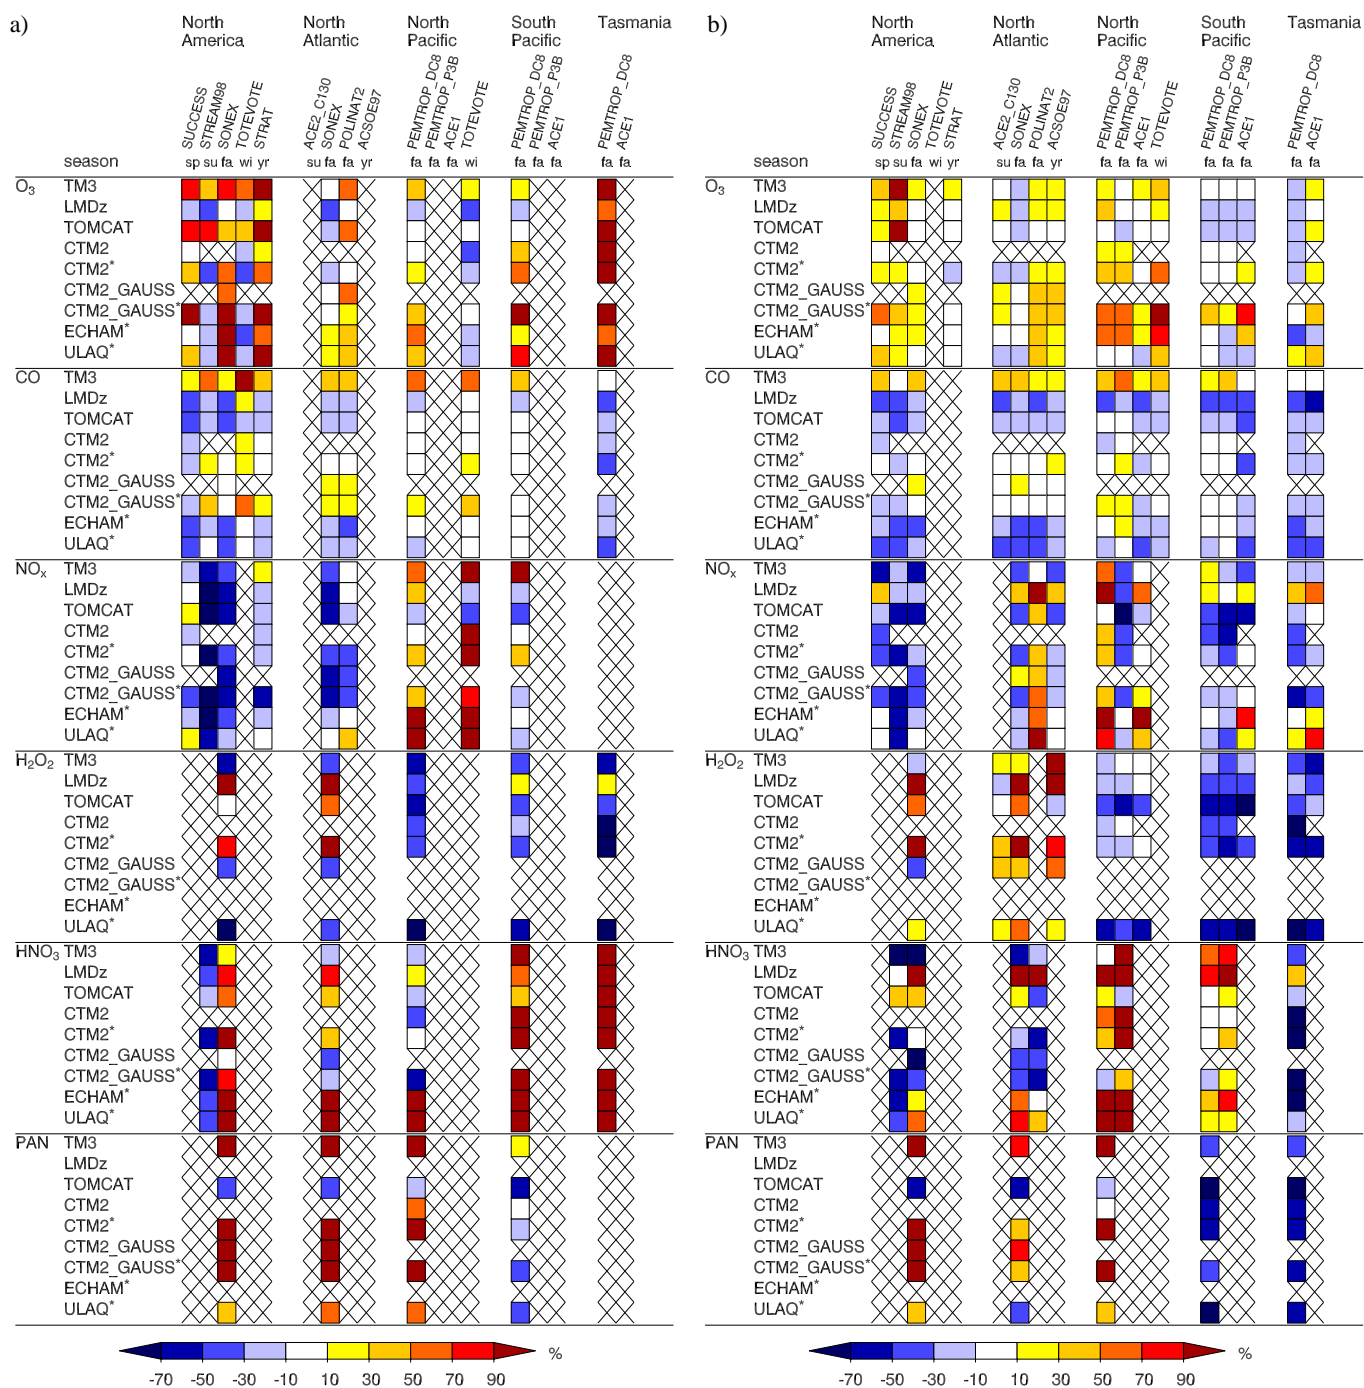 a)
North America
North Atlantic
North Pacific
South Pacific
Tasmania
SUCCESS STREAM98 SONEX TOTEVOTE STRAT ACE2_C130 SONEX POLINAT2 ACSOE97 PEMTROP_DC8 PEMTROP_P3B ACE1 TOTEVOTE PEMTROP_DC8 PEMTROP_P3B ACE1 PEMTROP_DC8 ACE1
season sp su fa wi yr su fa fa yr fa fa fa wi fa fa fa fa fa
O3 TM3
LMDz
TOMCAT
CTM2
CTM2*
CTM2_GAUSS
CTM2_GAUSS*
ECHAM*
ULAQ*
CO TM3
LMDz
TOMCAT
CTM2
CTM2*
CTM2_GAUSS
CTM2_GAUSS*
ECHAM*
ULAQ*
NOx TM3
LMDz
TOMCAT
CTM2
CTM2*
CTM2_GAUSS
CTM2_GAUSS*
ECHAM*
ULAQ*
H2O2 TM3
LMDz
TOMCAT
CTM2
CTM2*
CTM2_GAUSS
CTM2_GAUSS*
ECHAM*
ULAQ*
HNO3 TM3
LMDz
TOMCAT
CTM2
CTM2*
CTM2_GAUSS
CTM2_GAUSS*
ECHAM*
ULAQ*
PAN TM3
LMDz
TOMCAT
CTM2
CTM2*
CTM2_GAUSS
CTM2_GAUSS*
ECHAM*
ULAQ*
%
-70 -50 -30 -10 10 30 50 70 90
b)
North America
North Atlantic
North Pacific
South Pacific
Tasmania
SUCCESS STREAM98 SONEX TOTEVOTE STRAT ACE2_C130 SONEX POLINAT2 ACSOE97 PEMTROP_DC8 PEMTROP_P3B ACE1 TOTEVOTE PEMTROP_DC8 PEMTROP_P3B ACE1 PEMTROP_DC8 ACE1
season sp su fa wi yr su fa fa yr fa fa fa wi fa fa fa fa fa
O3 TM3
LMDz
TOMCAT
CTM2
CTM2*
CTM2_GAUSS
CTM2_GAUSS*
ECHAM*
ULAQ*
CO TM3
LMDz
TOMCAT
CTM2
CTM2*
CTM2_GAUSS
CTM2_GAUSS*
ECHAM*
ULAQ*
NOx TM3
LMDz
TOMCAT
CTM2
CTM2*
CTM2_GAUSS
CTM2_GAUSS*
ECHAM*
ULAQ*
H2O2 TM3
LMDz
TOMCAT
CTM2
CTM2*
CTM2_GAUSS
CTM2_GAUSS*
ECHAM*
ULAQ*
HNO3 TM3
LMDz
TOMCAT
CTM2
CTM2*
CTM2_GAUSS
CTM2_GAUSS*
ECHAM*
ULAQ*
PAN TM3
LMDz
TOMCAT
CTM2
CTM2*
CTM2_GAUSS
CTM2_GAUSS*
ECHAM*
ULAQ*
%
-70 -50 -30 -10 10 30 50 70 90